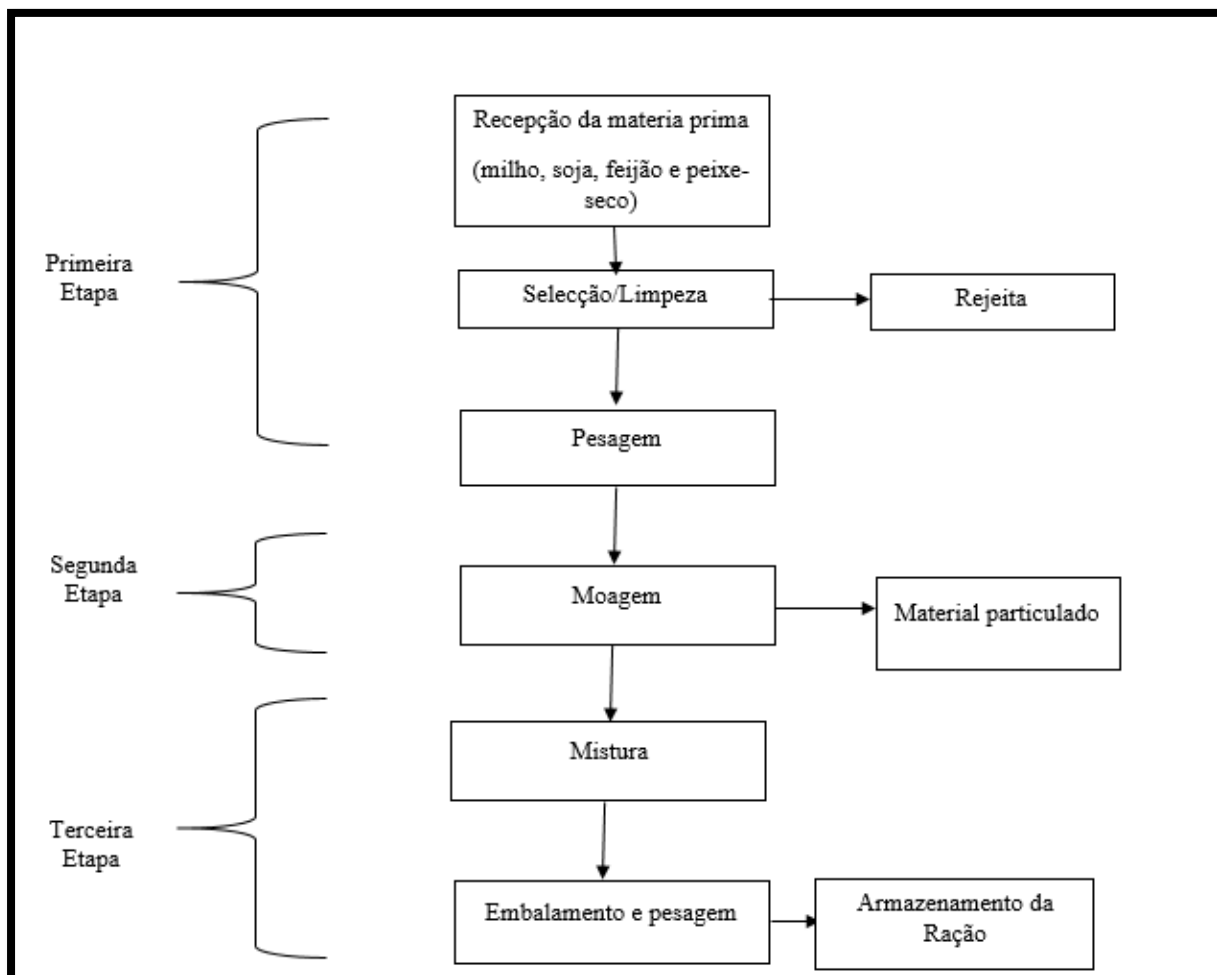 Recepção da materia prima
(milho, soja, feijão e peixe-
seco)
Primeira
Etapa
Selecção/Limpeza
Rejeita
Pesagem
Segunda
Etapa
Moagem
Material particulado
Mistura
Terceira
Etapa
Embalamento e pesagem
Armazenamento da
Ração